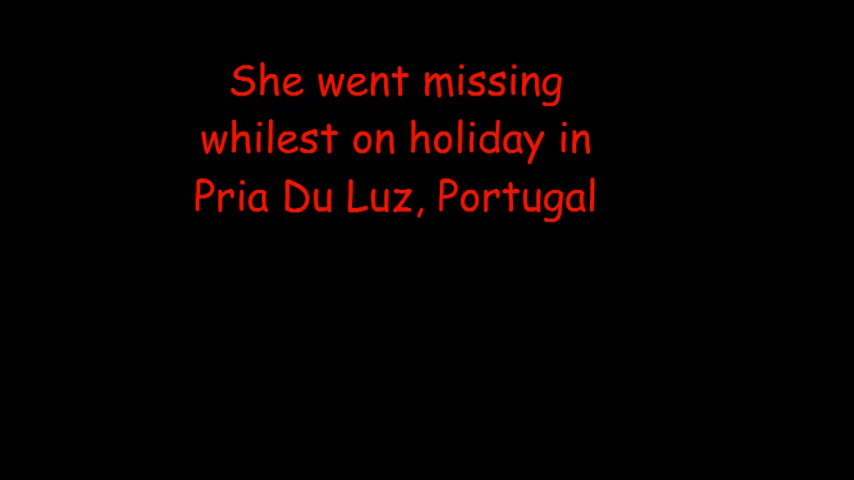 She went missing
whilest on holiday in
Pria Du Luz, Portugal